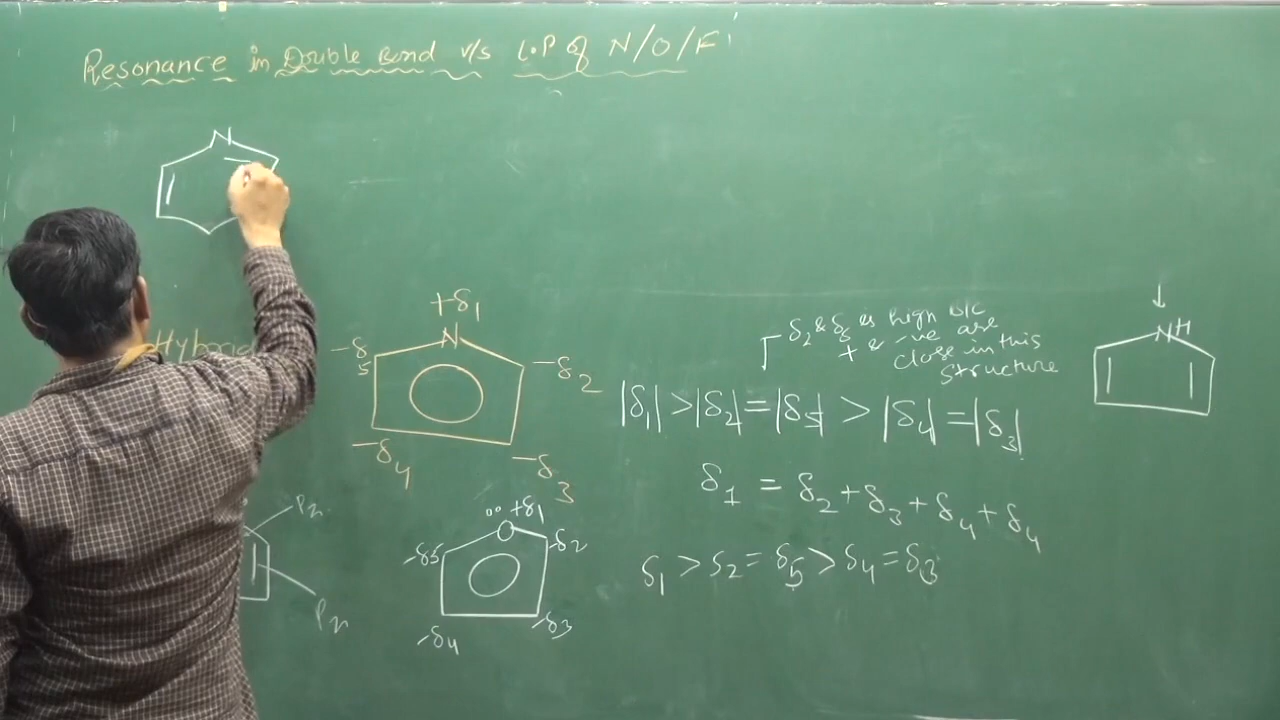 Resonance in Double Bond v/s L.P of N/O/F
N
+δ1
N
-δ5
-δ2
-δ4
-δ3
δ2 & δ5 is high B/C
+ & -ve are
close in this
structure
NH
|δ1| > |δ2| = |δ5| > |δ4| = |δ3|
δ1 = δ2 + δ3 + δ4 + δ4
δ1 > δ2 = δ5 > δ4 = δ3
O +δ1
-δ5
-δ2
-δ4
-δ3